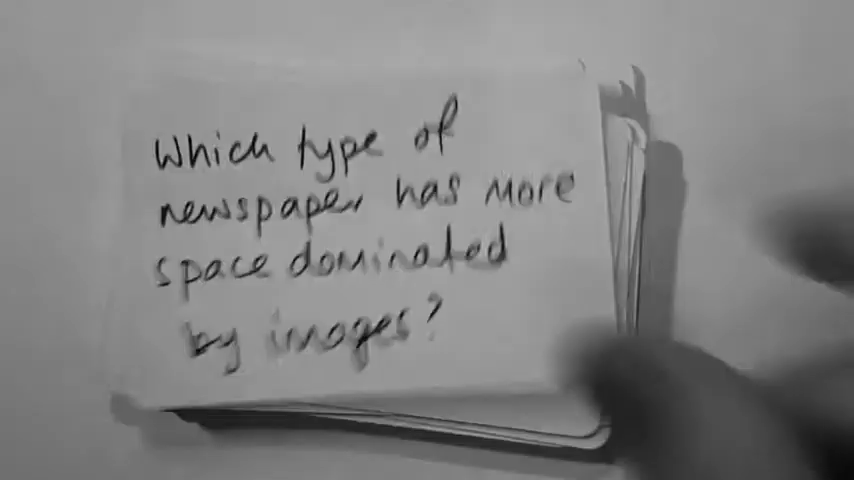 Which type of
newspaper has more
space dominated
by images?